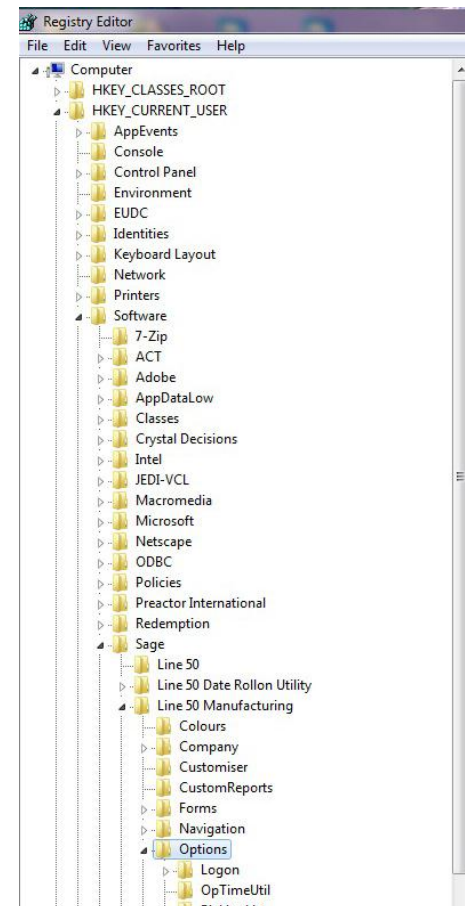 Registry Editor
File Edit View Favorites Help
Computer
HKEY_CLASSES_ROOT
HKEY_CURRENT_USER
AppEvents
Console
Control Panel
Environment
EUDC
Identities
Keyboard Layout
Network
Printers
Software
7-Zip
ACT
Adobe
AppDataLow
Classes
Crystal Decisions
Intel
JEDI-VCL
Macromedia
Microsoft
Netscape
ODBC
Policies
Preactor International
Redemption
Sage
Line 50
Line 50 Date Rollon Utility
Line 50 Manufacturing
Colours
Company
Customiser
CustomReports
Forms
Navigation
Options
Logon
OpTimeUtil